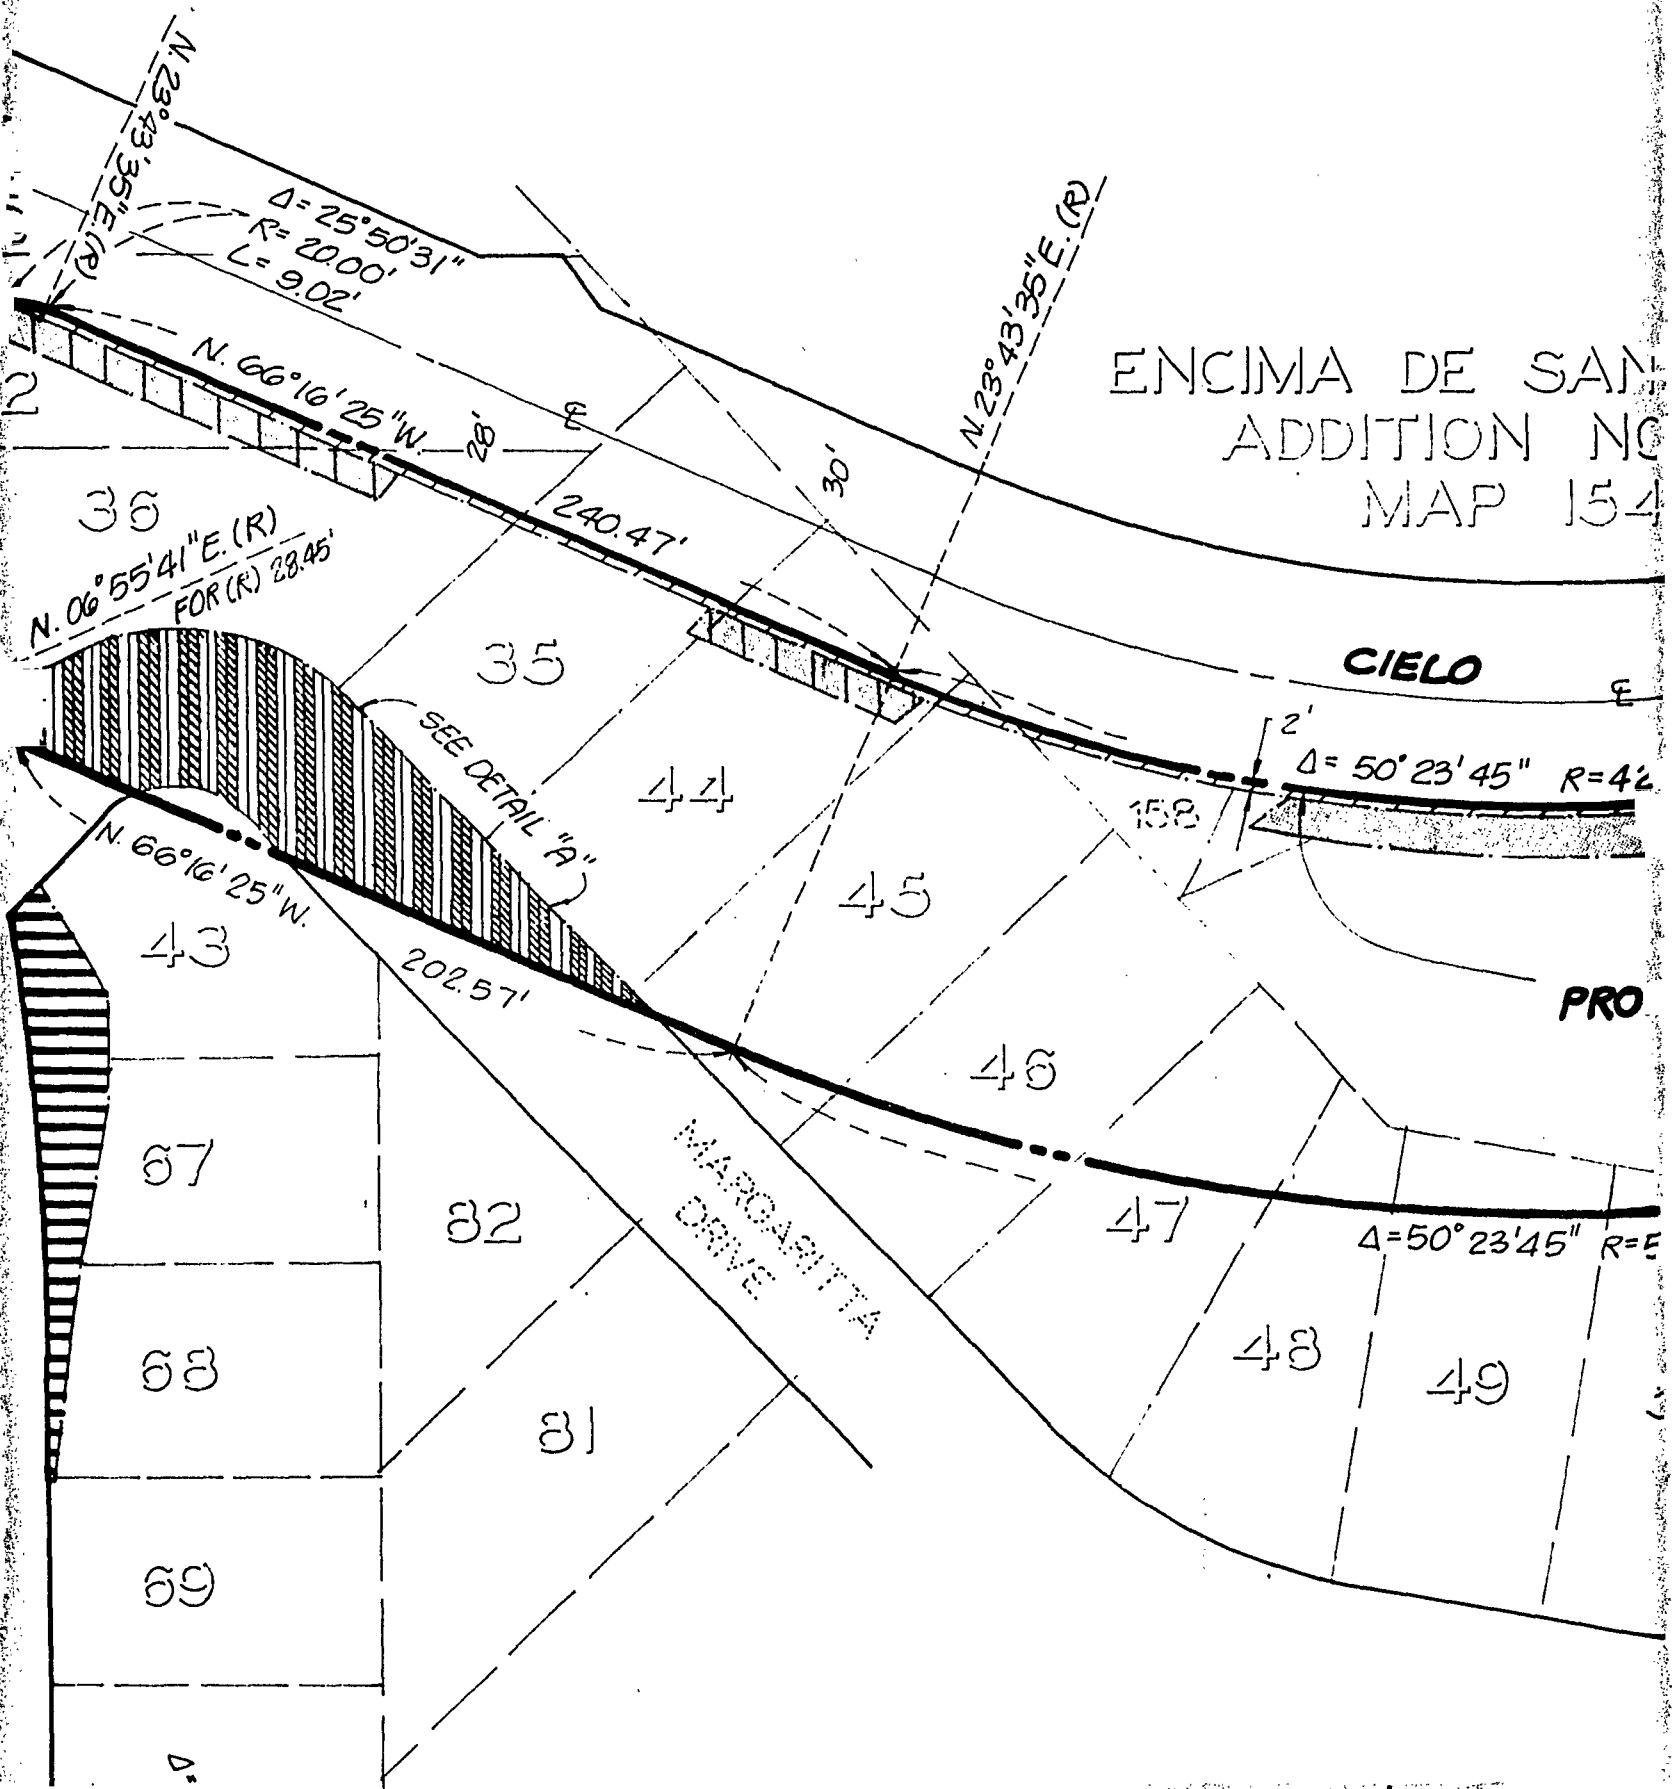 N. 23°43'35"E. (R)
Δ= 25°50'31"
R= 20.00'
L= 9.02'
N. 23°43'35"E. (R)
ENCIMA DE SAN
ADDITION NO
MAP 154
N. 66°16'25"W.
28'
℄
30'
2
36
240.47'
N. 06°55'41"E. (R)
FOR (R) 28.45'
35
CIELO
℄
2'
Δ= 50°23'45" R=42
SEE DETAIL "A"
44
158
N. 66°16'25"W.
45
43
202.57'
PRO
46
MARGARITTA
DRIVE
67
82
47
Δ=50°23'45" R=5
48
49
68
81
69
Δ=